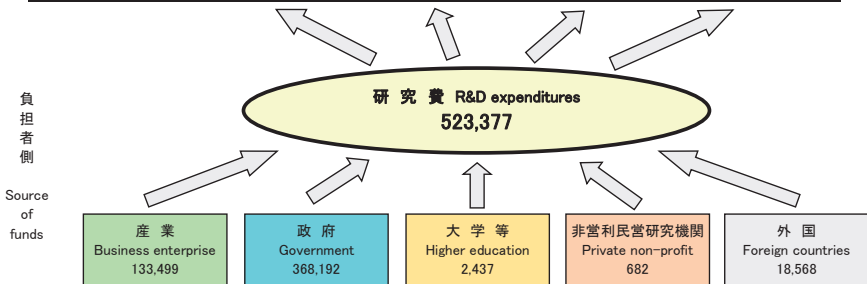 研究費 R&D expenditures
523,377
負担者側
Source
of
funds
産業
Business enterprise
133,499
政府
Government
368,192
大学等
Higher education
2,437
非営利民営研究機関
Private non-profit
682
外国
Foreign countries
18,568